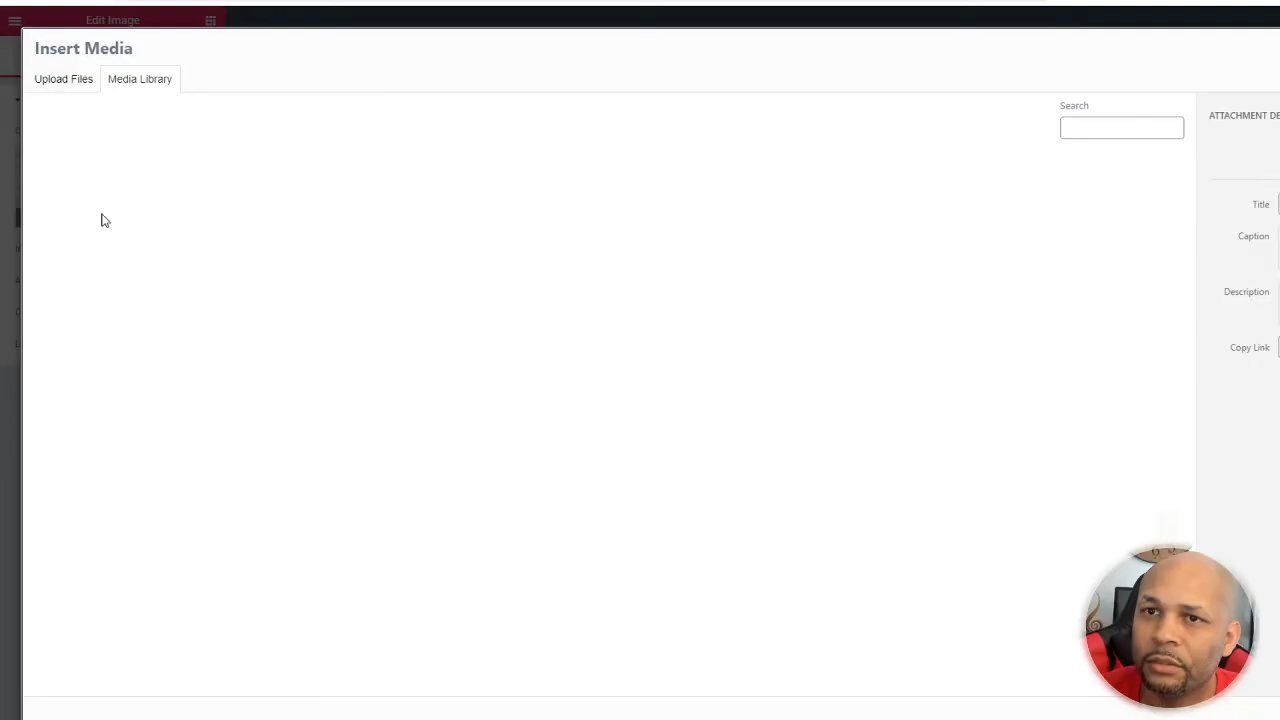 Edit Image
Insert Media
Upload Files
Media Library
Search
ATTACHMENT DE
Title
Caption
Description
Copy Link